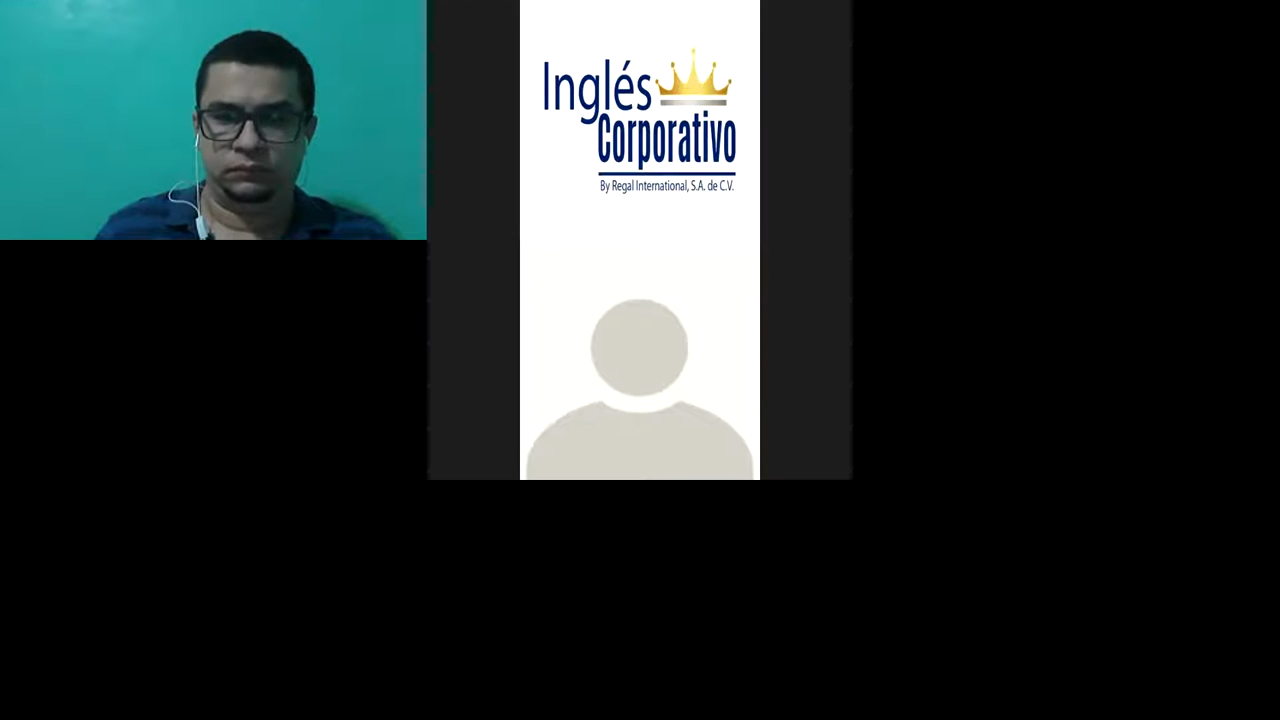 Inglés
Corporativo
By Regal International, S.A. de C.V.